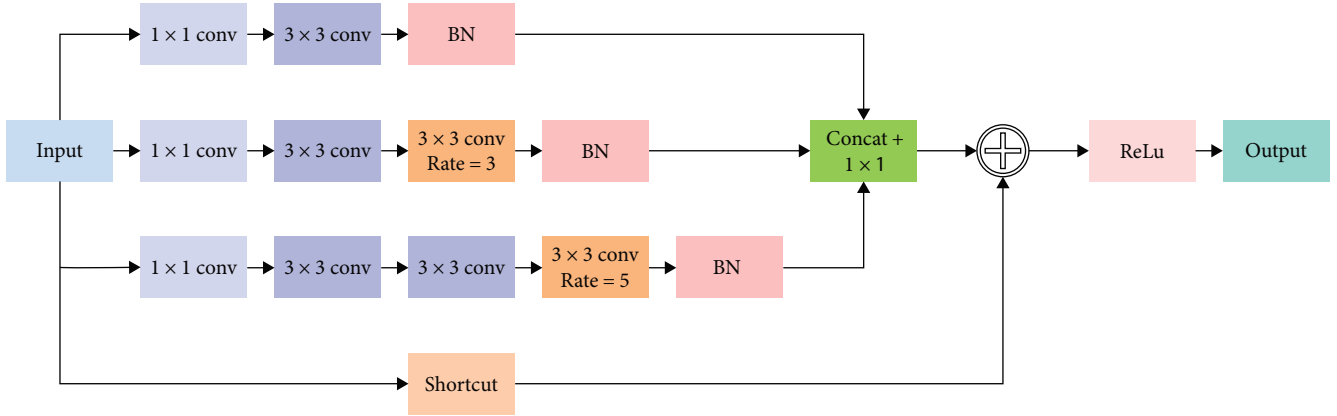 1 × 1 conv
3 × 3 conv
BN
Input
1 × 1 conv
3 × 3 conv
3 × 3 conv
Rate = 3
BN
Concat +
1 × 1
ReLu
Output
1 × 1 conv
3 × 3 conv
3 × 3 conv
3 × 3 conv
Rate = 5
BN
Shortcut